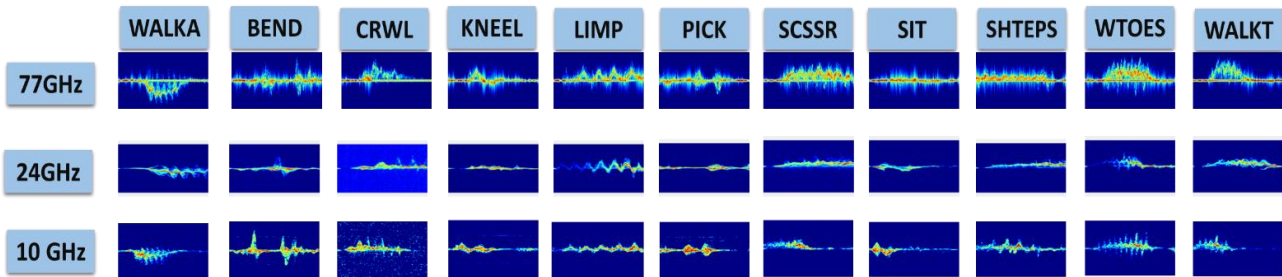 WALKA BEND CRWL KNEEL LIMP PICK SCSSR SIT SHTEPS WTOES WALKT
77GHz
24GHz
10 GHz